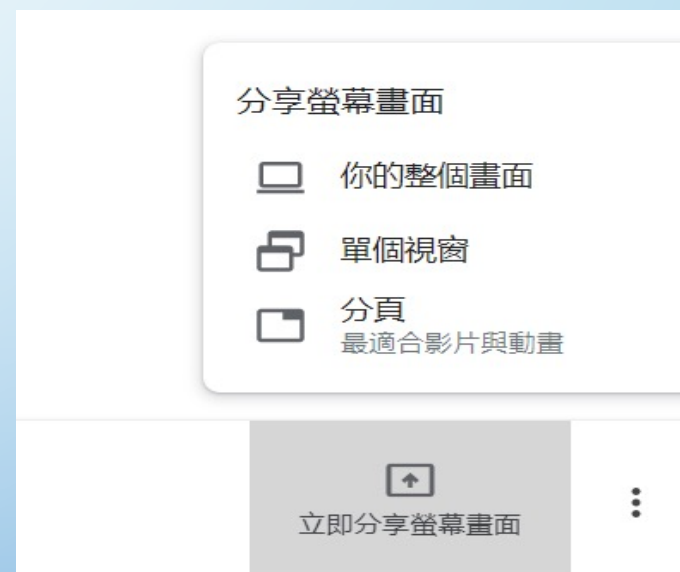 分享螢幕畫面
你的整個畫面
單個視窗
分頁
最適合影片與動畫
立即分享螢幕畫面